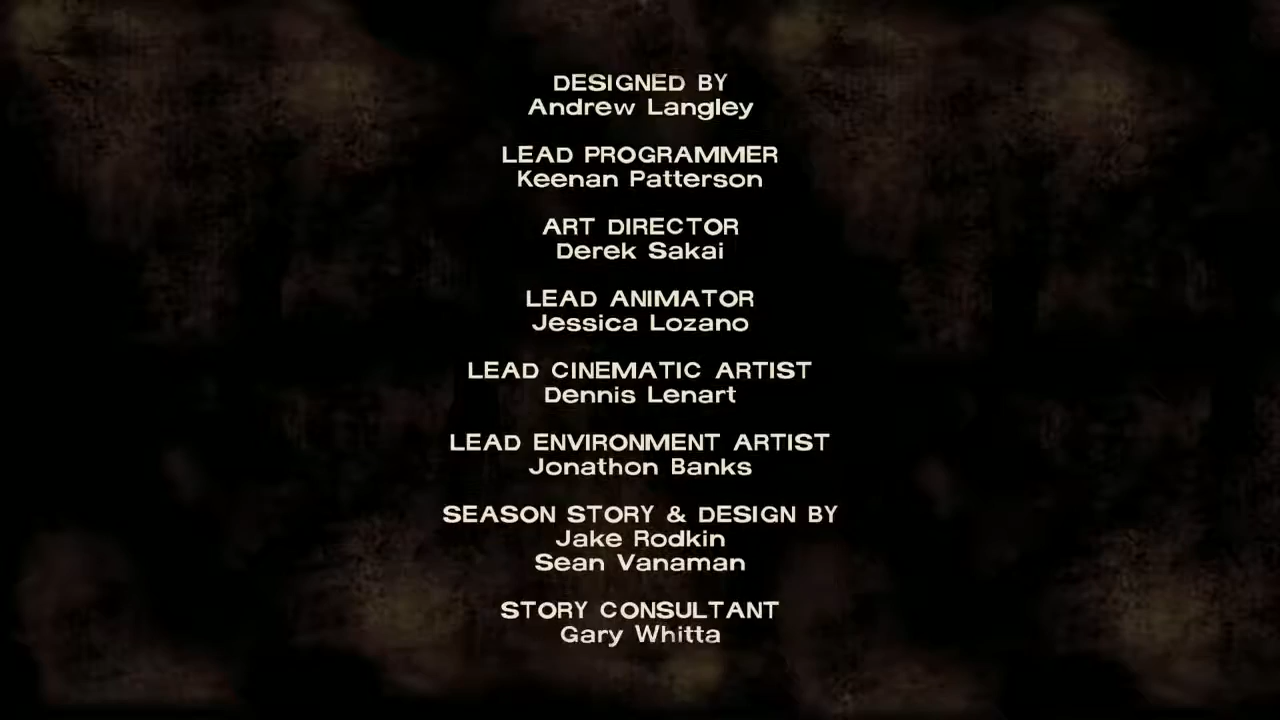 DESIGNED BY
Andrew Langley
LEAD PROGRAMMER
Keenan Patterson
ART DIRECTOR
Derek Sakai
LEAD ANIMATOR
Jessica Lozano
LEAD CINEMATIC ARTIST
Dennis Lenart
LEAD ENVIRONMENT ARTIST
Jonathon Banks
SEASON STORY & DESIGN BY
Jake Rodkin
Sean Vanaman
STORY CONSULTANT
Gary Whitta